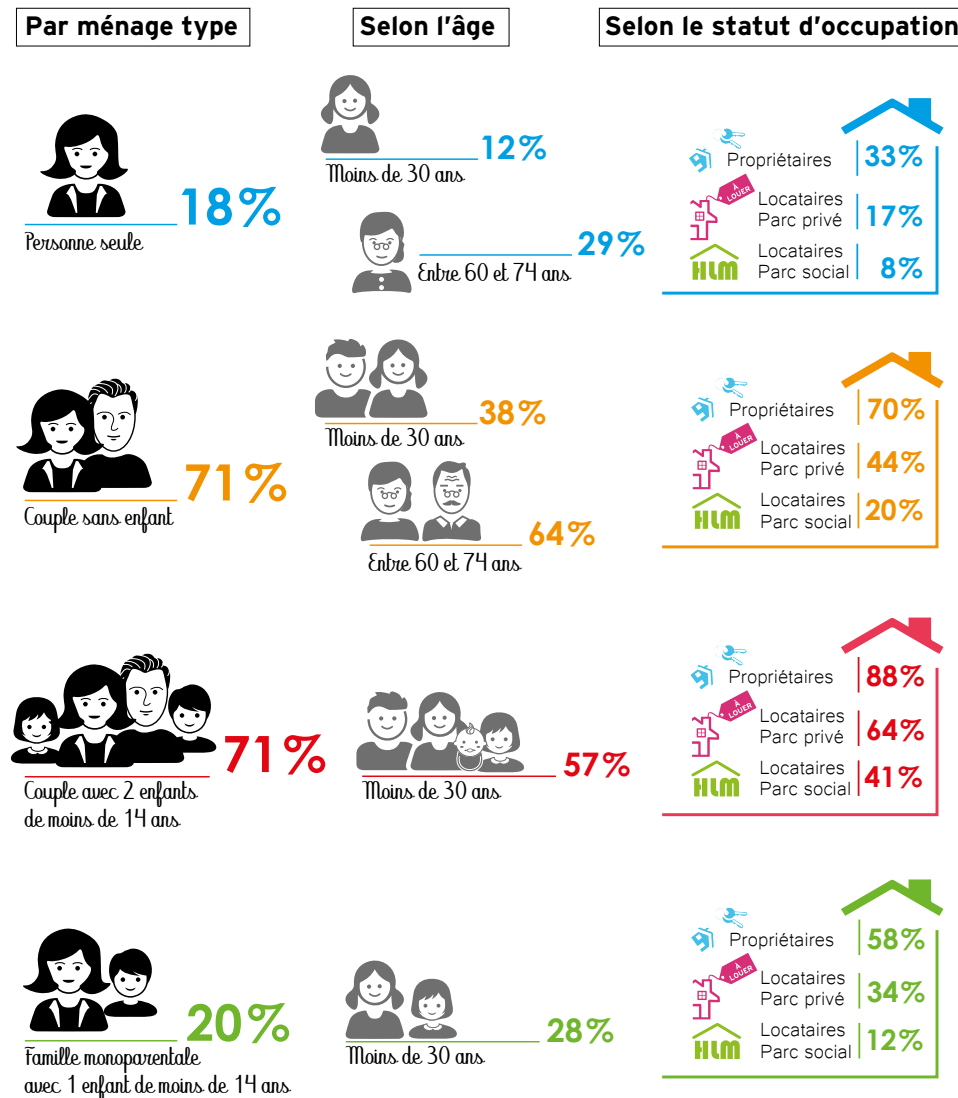 Par ménage type
Selon l'âge
Selon le statut d'occupation
18%
Personne seule
12%
Moins de 30 ans
29%
Entre 60 et 74 ans
Propriétaires 33%
À LOUER
Locataires
Parc privé 17%
HLM
Locataires
Parc social 8%
71%
Couple sans enfant
38%
Moins de 30 ans
64%
Entre 60 et 74 ans
Propriétaires 70%
À LOUER
Locataires
Parc privé 44%
HLM
Locataires
Parc social 20%
71%
Couple avec 2 enfants
de moins de 14 ans
57%
Moins de 30 ans
Propriétaires 88%
À LOUER
Locataires
Parc privé 64%
HLM
Locataires
Parc social 41%
20%
Famille monoparentale
avec 1 enfant de moins de 14 ans
28%
Moins de 30 ans
Propriétaires 58%
À LOUER
Locataires
Parc privé 34%
HLM
Locataires
Parc social 12%